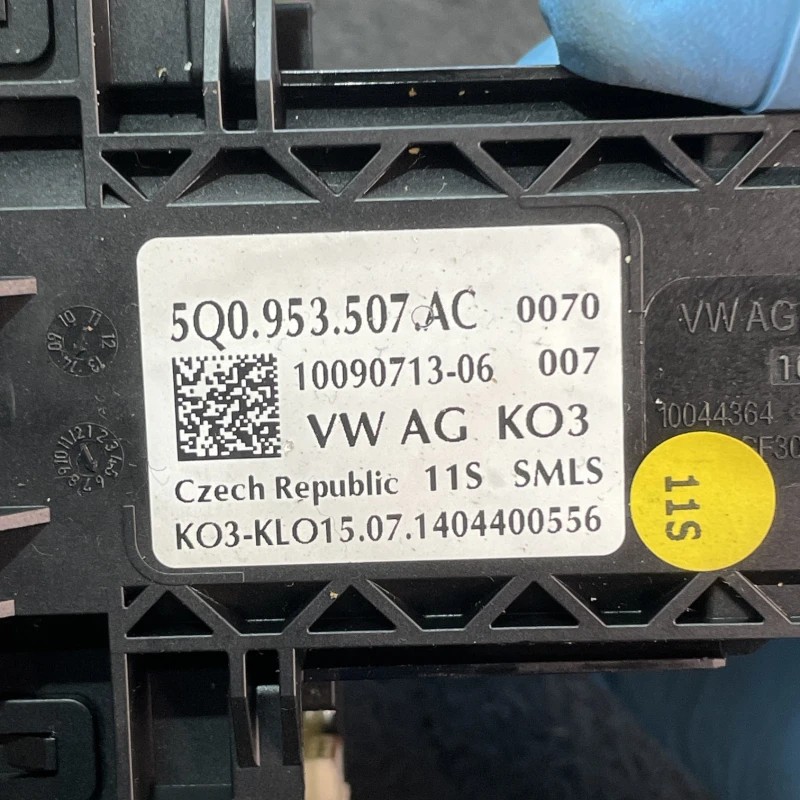 5Q0.953.507.AC 0070
10090713-06 007
VW AG KO3
Czech Republic 11S SMLS
KO3-KLO15.07.1404400556
VW AG
10044364
11S